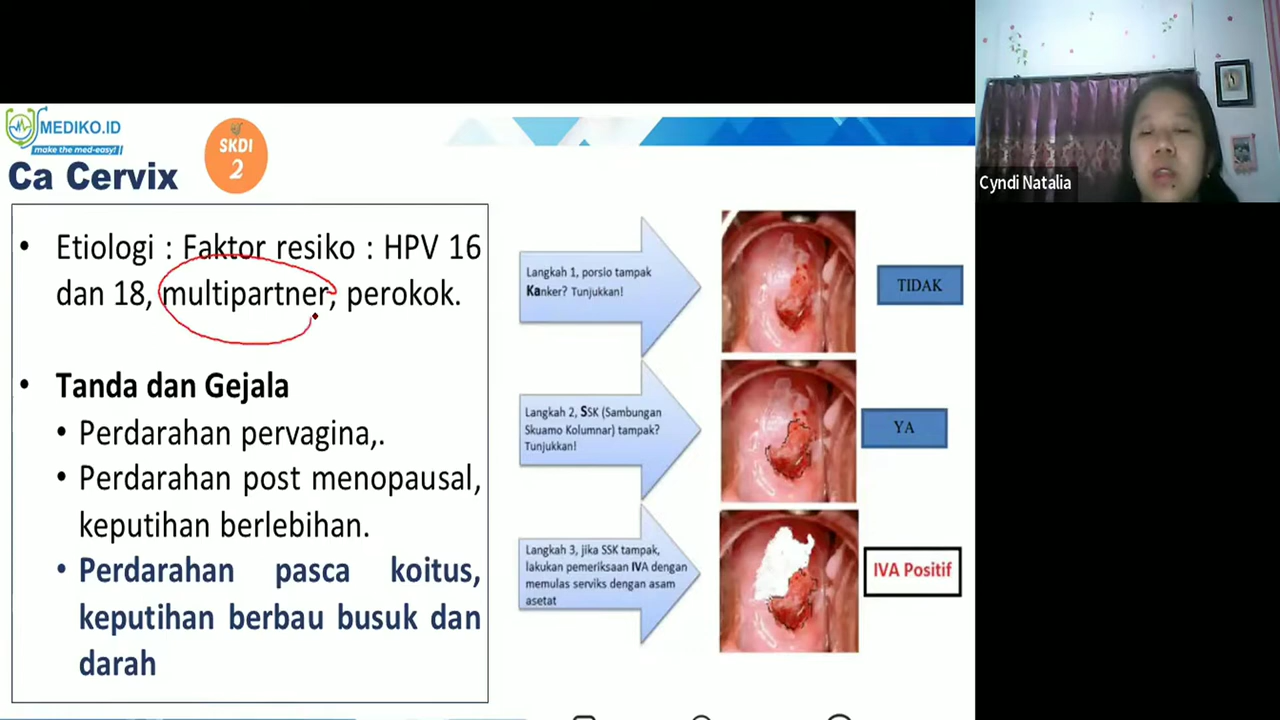 MEDIKO.ID
make the med-easy!
SKDI
2
Ca Cervix
• Etiologi : Faktor resiko : HPV 16
dan 18, multipartner, perokok.
• Tanda dan Gejala
• Perdarahan pervagina,.
• Perdarahan post menopausal,
keputihan berlebihan.
• Perdarahan pasca koitus,
keputihan berbau busuk dan
darah
Langkah 1, porsio tampak
Kanker? Tunjukkan!
TIDAK
Langkah 2, SSK (Sambungan
Skuamo Kolumnar) tampak?
Tunjukkan!
YA
Langkah 3, jika SSK tampak,
lakukan pemeriksaan IVA dengan
memulas serviks dengan asam
asetat
IVA Positif
Cyndi Natalia